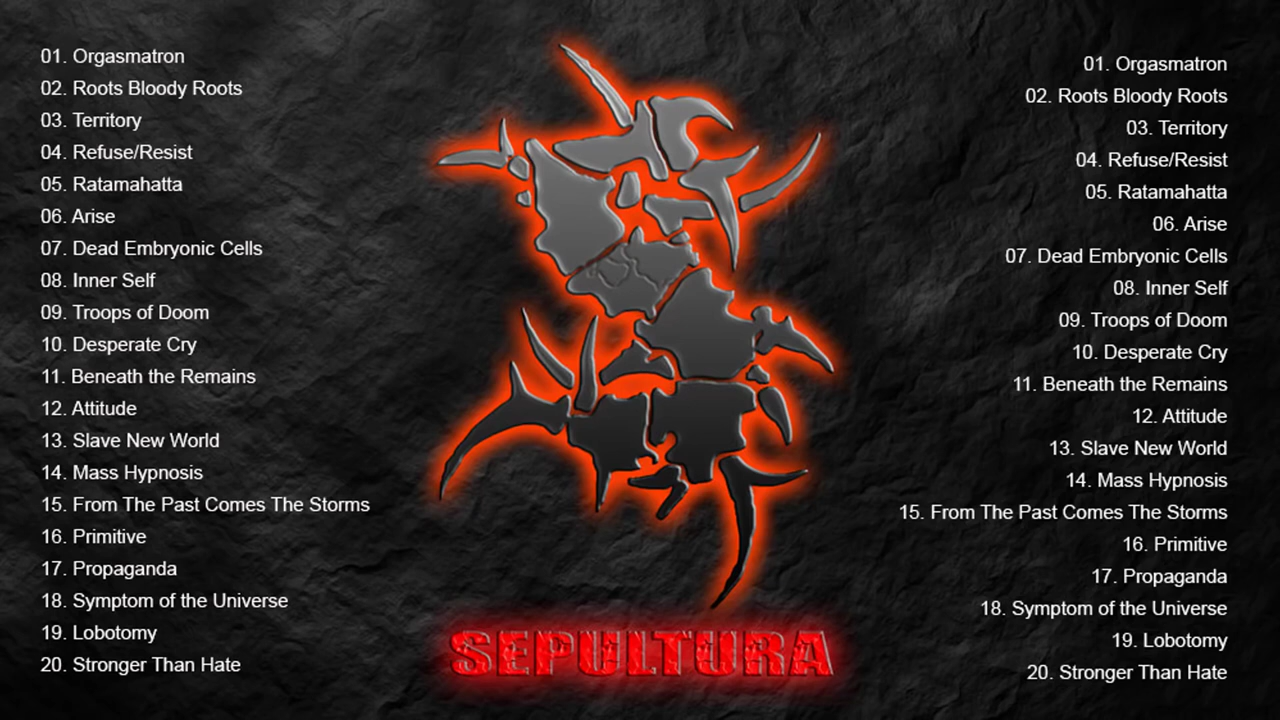 01. Orgasmatron
02. Roots Bloody Roots
03. Territory
04. Refuse/Resist
05. Ratamahatta
06. Arise
07. Dead Embryonic Cells
08. Inner Self
09. Troops of Doom
10. Desperate Cry
11. Beneath the Remains
12. Attitude
13. Slave New World
14. Mass Hypnosis
15. From The Past Comes The Storms
16. Primitive
17. Propaganda
18. Symptom of the Universe
19. Lobotomy
20. Stronger Than Hate
SEPULTURA
01. Orgasmatron
02. Roots Bloody Roots
03. Territory
04. Refuse/Resist
05. Ratamahatta
06. Arise
07. Dead Embryonic Cells
08. Inner Self
09. Troops of Doom
10. Desperate Cry
11. Beneath the Remains
12. Attitude
13. Slave New World
14. Mass Hypnosis
15. From The Past Comes The Storms
16. Primitive
17. Propaganda
18. Symptom of the Universe
19. Lobotomy
20. Stronger Than Hate